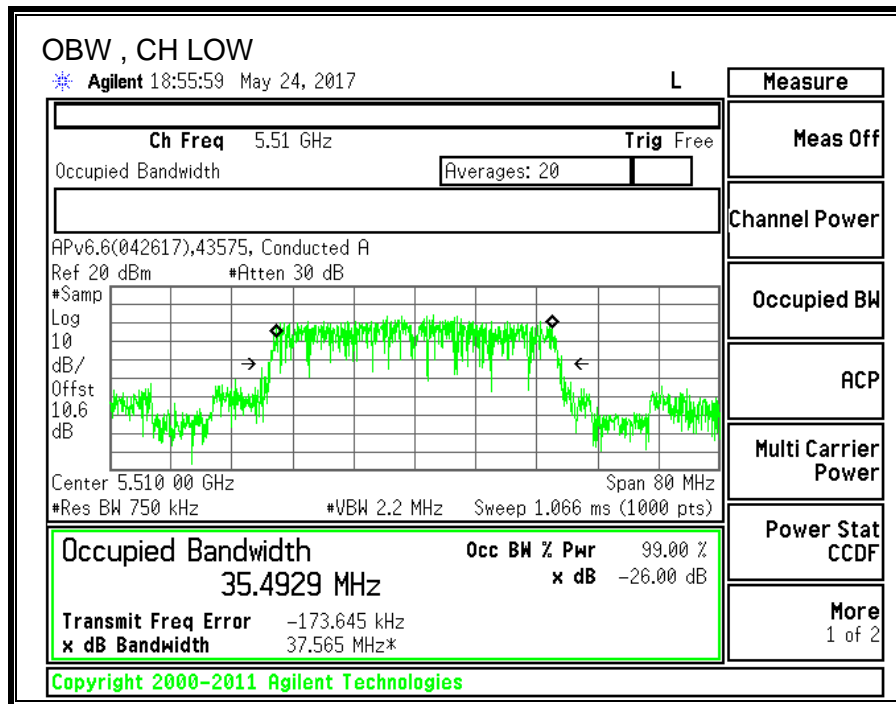 OBW , CH LOW
Agilent 18:55:59 May 24, 2017 L
Measure
Ch Freq 5.51 GHz Trig Free
Occupied Bandwidth Averages: 20
APv6.6(042617),43575, Conducted A
Ref 20 dBm #Atten 30 dB
#Samp
Log
10
dB/
Offst
10.6
dB
Center 5.510 00 GHz Span 80 MHz
#Res BW 750 kHz #VBW 2.2 MHz Sweep 1.066 ms (1000 pts)
Occupied Bandwidth Occ BW % Pwr 99.00 %
35.4929 MHz x dB -26.00 dB
Transmit Freq Error -173.645 kHz
x dB Bandwidth 37.565 MHz*
Copyright 2000-2011 Agilent Technologies
Meas Off
Channel Power
Occupied BW
ACP
Multi Carrier
Power
Power Stat
CCDF
More
1 of 2